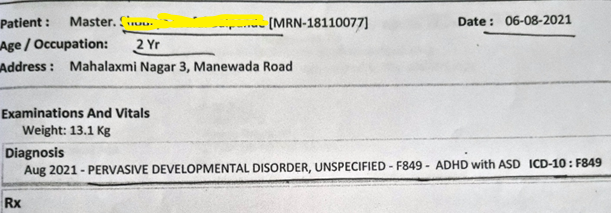 Patient : Master. [MRN-18110077] Date : 06-08-2021
Age / Occupation: 2 Yr
Address : Mahalaxmi Nagar 3, Manewada Road
Examinations And Vitals
Weight: 13.1 Kg
Diagnosis
Aug 2021 - PERVASIVE DEVELOPMENTAL DISORDER, UNSPECIFIED - F849 - ADHD with ASD ICD-10 : F849
Rx